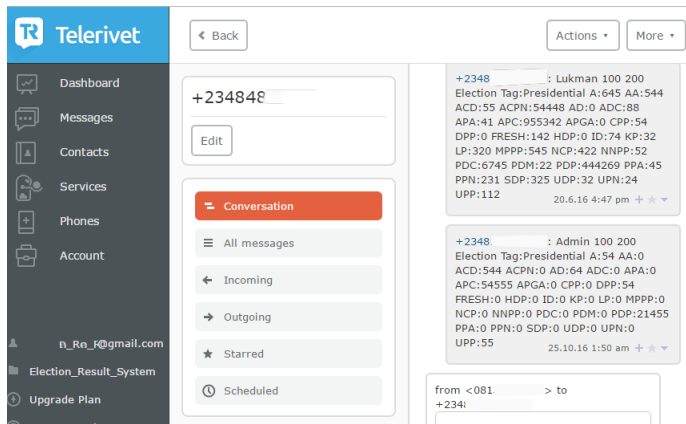 TR Telerivet
Back
Actions
More
Dashboard
Messages
Contacts
Services
Phones
Account
Election_Result_System
Upgrade Plan
+234848
Edit
Conversation
All messages
Incoming
Outgoing
Starred
Scheduled
+2348 : Lukman 100 200
Election Tag:Presidential A:645 AA:544
ACD:55 ACPN:54448 AD:0 ADC:88
APA:41 APC:955342 APGA:0 CPP:54
DPP:0 FRESH:142 HDP:0 ID:74 KP:32
LP:320 MPPP:545 NCP:422 NNPP:52
PDC:6745 PDM:22 PDP:444269 PPA:45
PPN:231 SDP:325 UDP:32 UPN:24
UPP:112
20.6.16 4:47 pm
+2348 : Admin 100 200
Election Tag:Presidential A:54 AA:0
ACD:544 ACPN:0 AD:64 ADC:0 APA:0
APC:54555 APGA:0 CPP:0 DPP:54
FRESH:0 HDP:0 ID:0 KP:0 LP:0 MPPP:0
NCP:0 NNPP:0 PDC:0 PDM:0 PDP:21455
PPA:0 PPN:0 SDP:0 UDP:0 UPN:0
UPP:55
25.10.16 1:50 am
from <081. > to
+234